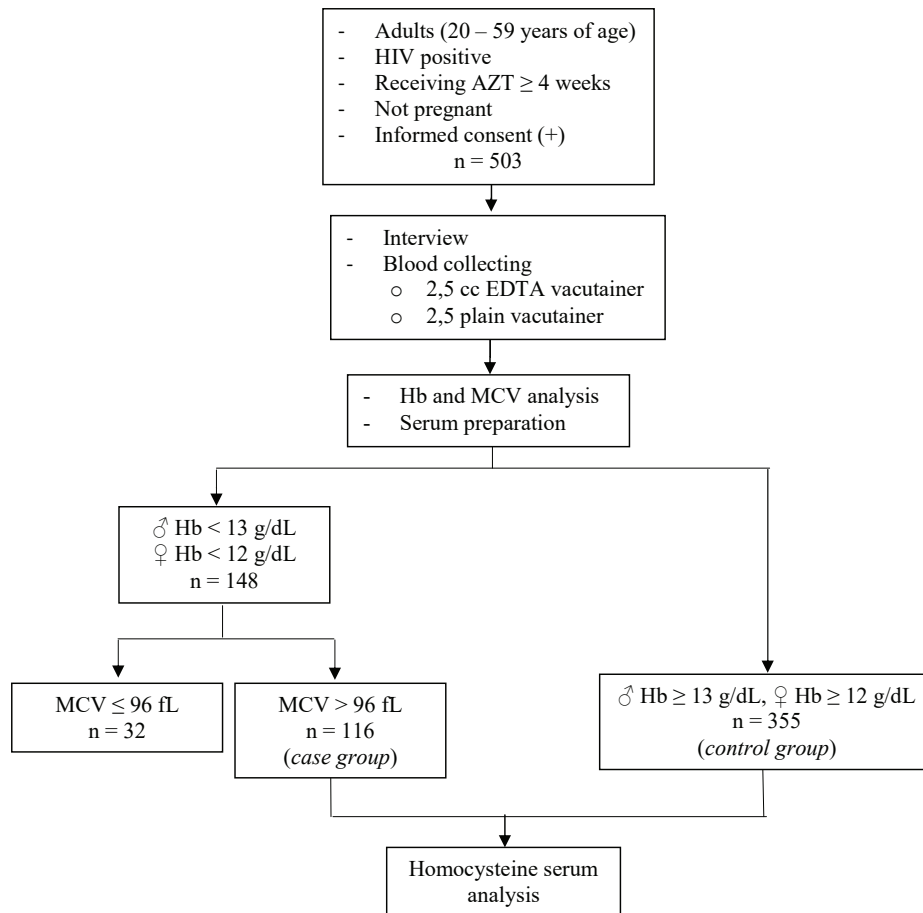 - Adults (20 – 59 years of age)
- HIV positive
- Receiving AZT ≥ 4 weeks
- Not pregnant
- Informed consent (+)
n = 503
- Interview
- Blood collecting
o 2,5 cc EDTA vacutainer
o 2,5 plain vacutainer
- Hb and MCV analysis
- Serum preparation
♂ Hb < 13 g/dL
♀ Hb < 12 g/dL
n = 148
MCV ≤ 96 fL
n = 32
MCV > 96 fL
n = 116
(case group)
♂ Hb ≥ 13 g/dL, ♀ Hb ≥ 12 g/dL
n = 355
(control group)
Homocysteine serum
analysis